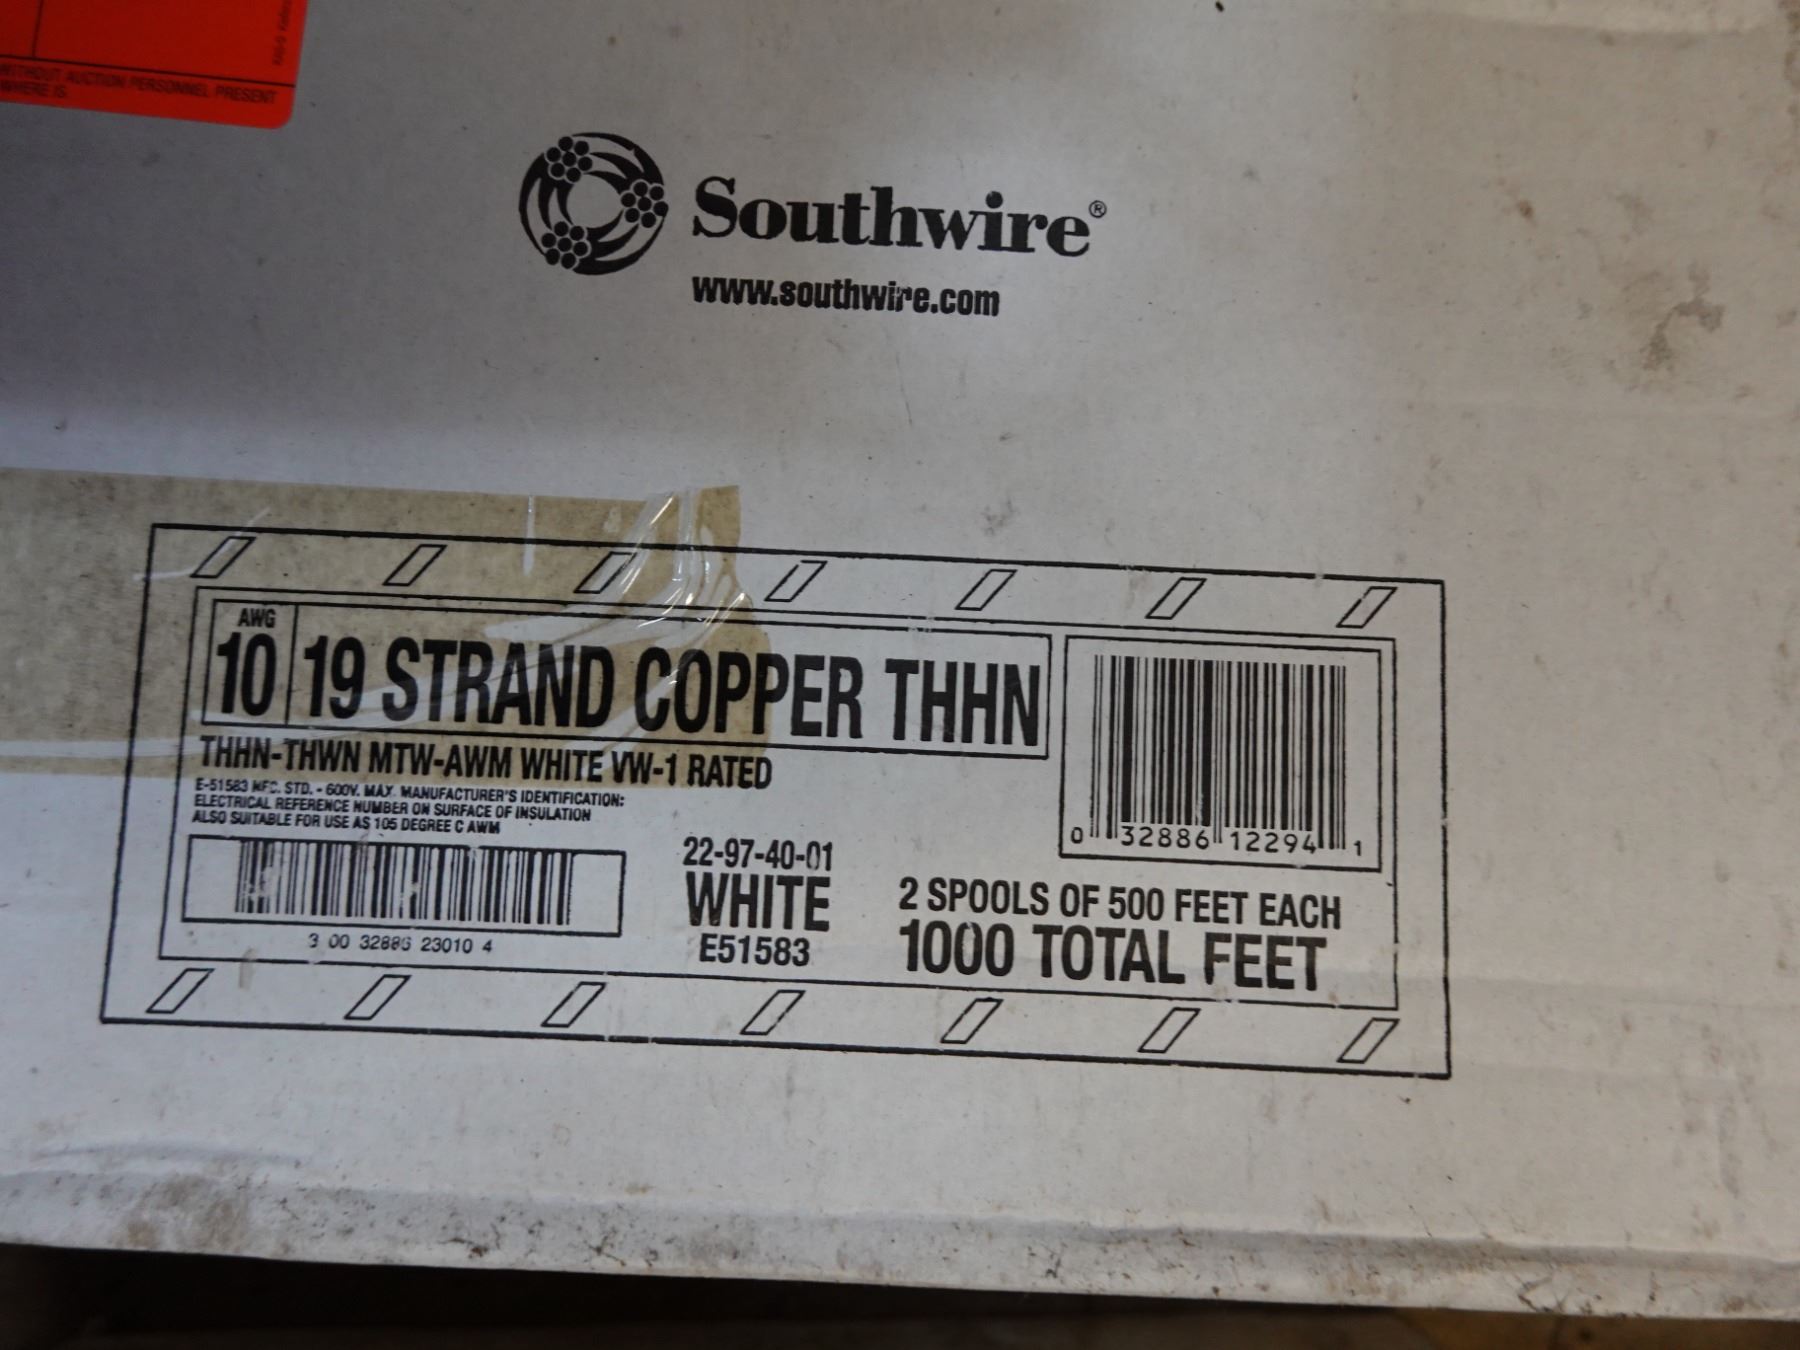 WITHOUT AUCTION PERSONNEL PRESENT
WHERE IS
Southwire®
www.southwire.com
AWG
10
19 STRAND COPPER THHN
THHN-THWN MTW-AWM WHITE VW-1 RATED
E-51583 MFC. STD. - 600V. MAX. MANUFACTURER'S IDENTIFICATION:
ELECTRICAL REFERENCE NUMBER ON SURFACE OF INSULATION
ALSO SUITABLE FOR USE AS 105 DEGREE C AWM
0 32886 12294 1
3 00 32886 23010 4
22-97-40-01
WHITE
E51583
2 SPOOLS OF 500 FEET EACH
1000 TOTAL FEET